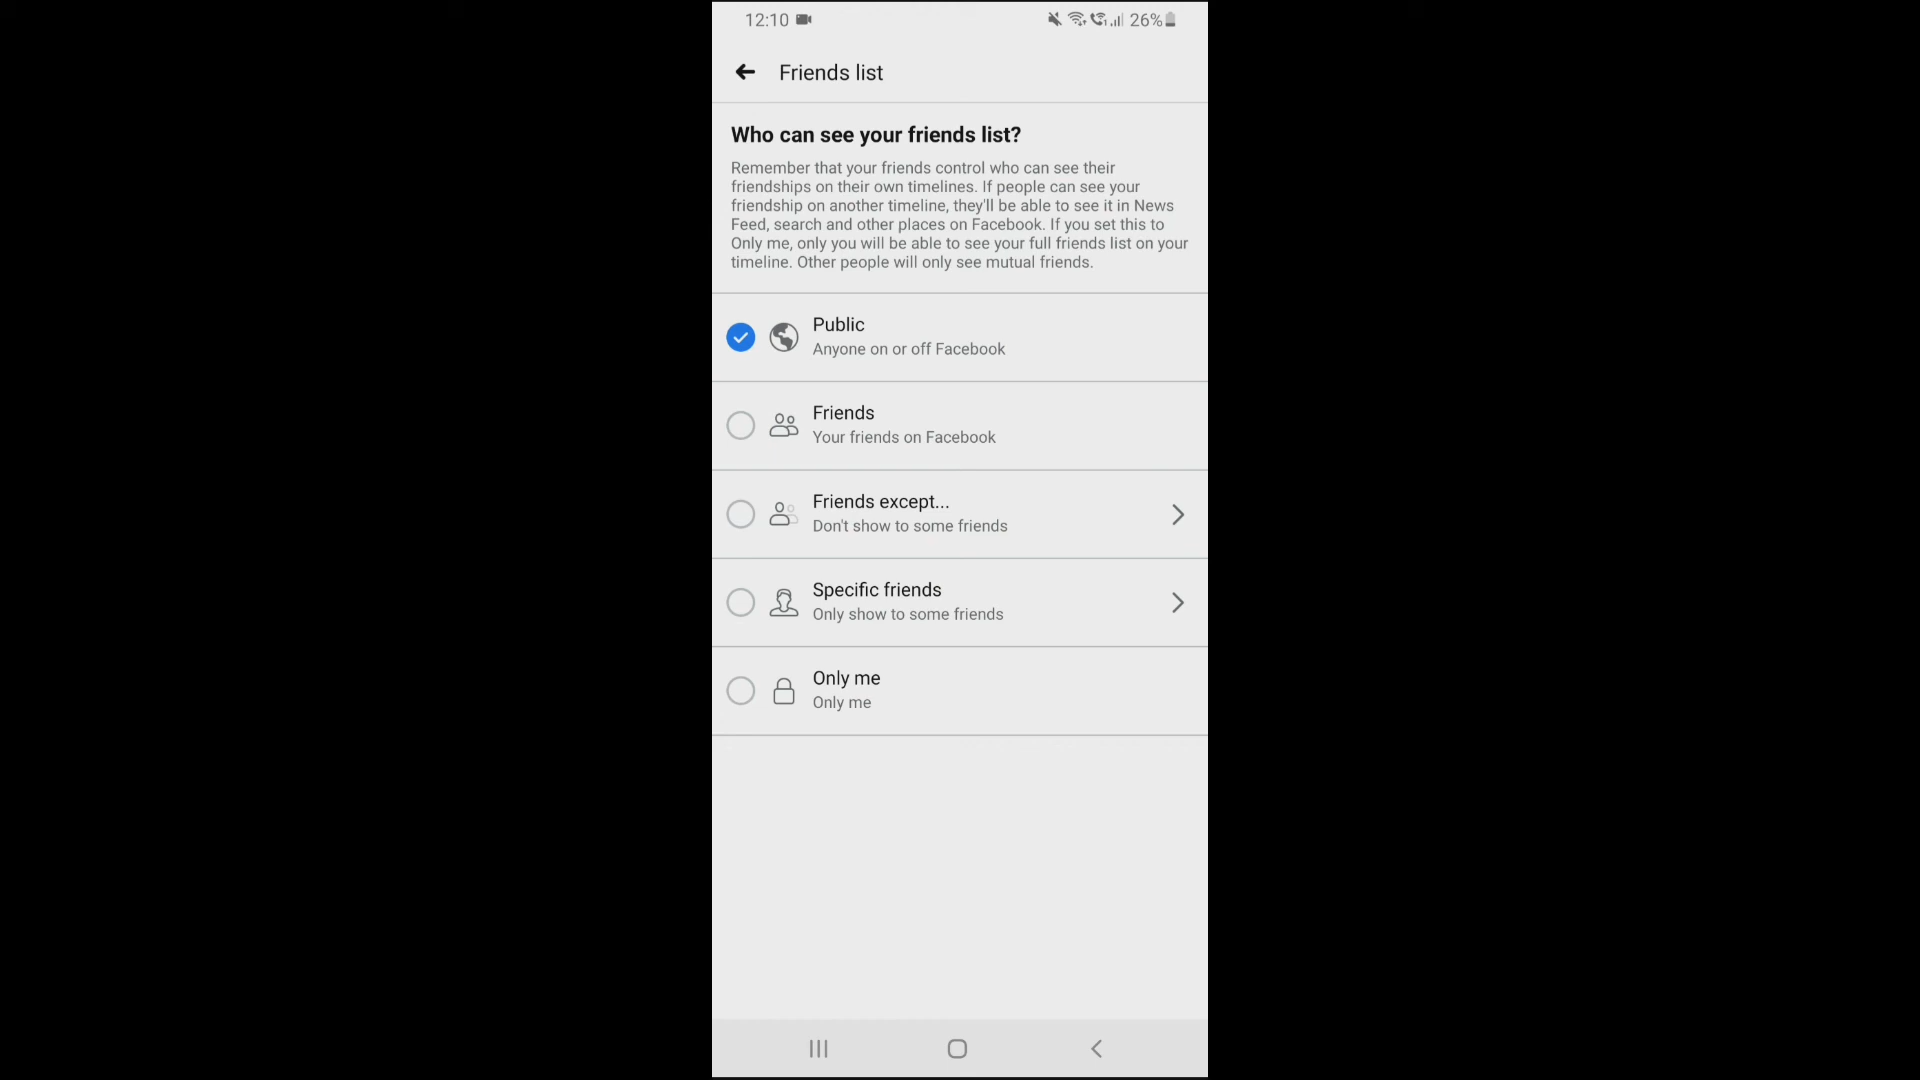 12:10 26%
Friends list
Who can see your friends list?
Remember that your friends control who can see their
friendships on their own timelines. If people can see your
friendship on another timeline, they'll be able to see it in News
Feed, search and other places on Facebook. If you set this to
Only me, only you will be able to see your full friends list on your
timeline. Other people will only see mutual friends.
Public
Anyone on or off Facebook
Friends
Your friends on Facebook
Friends except...
Don't show to some friends
Specific friends
Only show to some friends
Only me
Only me